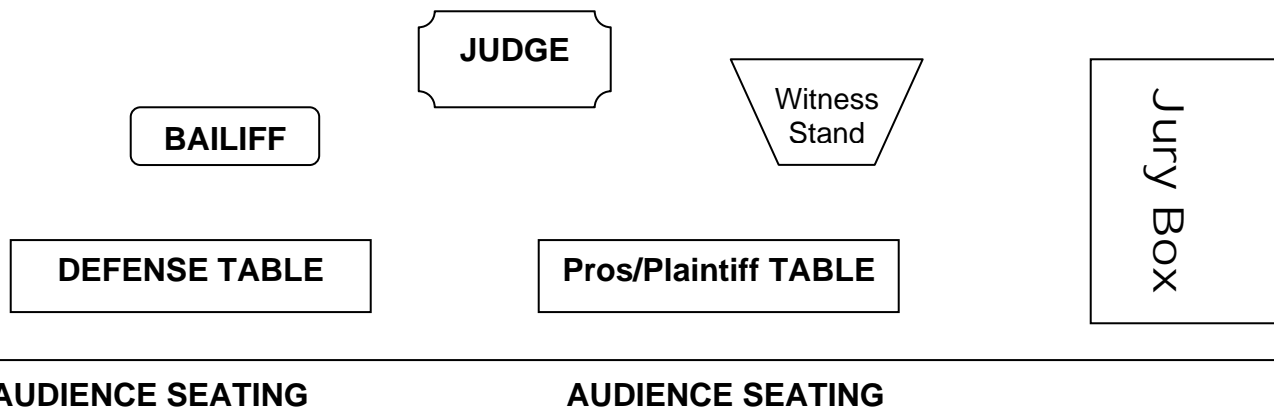 JUDGE
Witness
Stand
BAILIFF
Jury Box
DEFENSE TABLE
Pros/Plaintiff TABLE
AUDIENCE SEATING
AUDIENCE SEATING